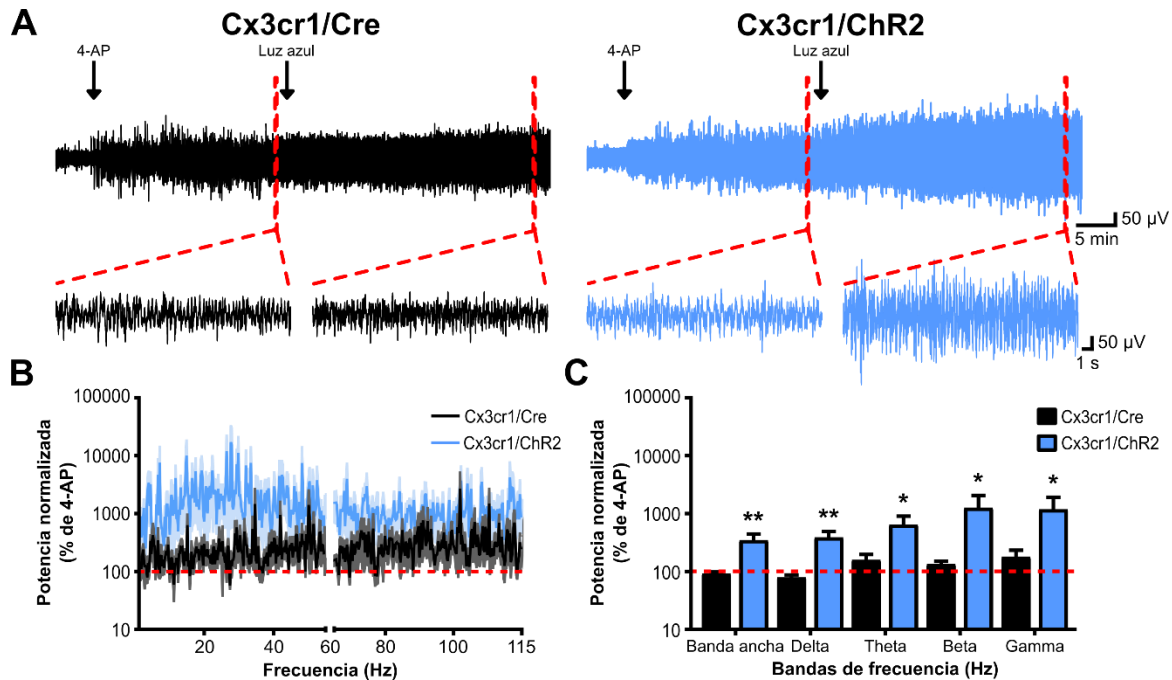 A
Cx3cr1/Cre
Cx3cr1/ChR2
4-AP
Luz azul
4-AP
Luz azul
50 µV
5 min
50 µV
1 s
B
100000
10000
1000
100
10
Potencia normalizada
(% de 4-AP)
Cx3cr1/Cre
Cx3cr1/ChR2
20
40
60
60
80
100
115
Frecuencia (Hz)
C
100000
10000
1000
100
10
Potencia normalizada
(% de 4-AP)
Cx3cr1/Cre
Cx3cr1/ChR2
**
**
*
*
*
Banda ancha
Delta
Theta
Beta
Gamma
Bandas de frecuencia (Hz)